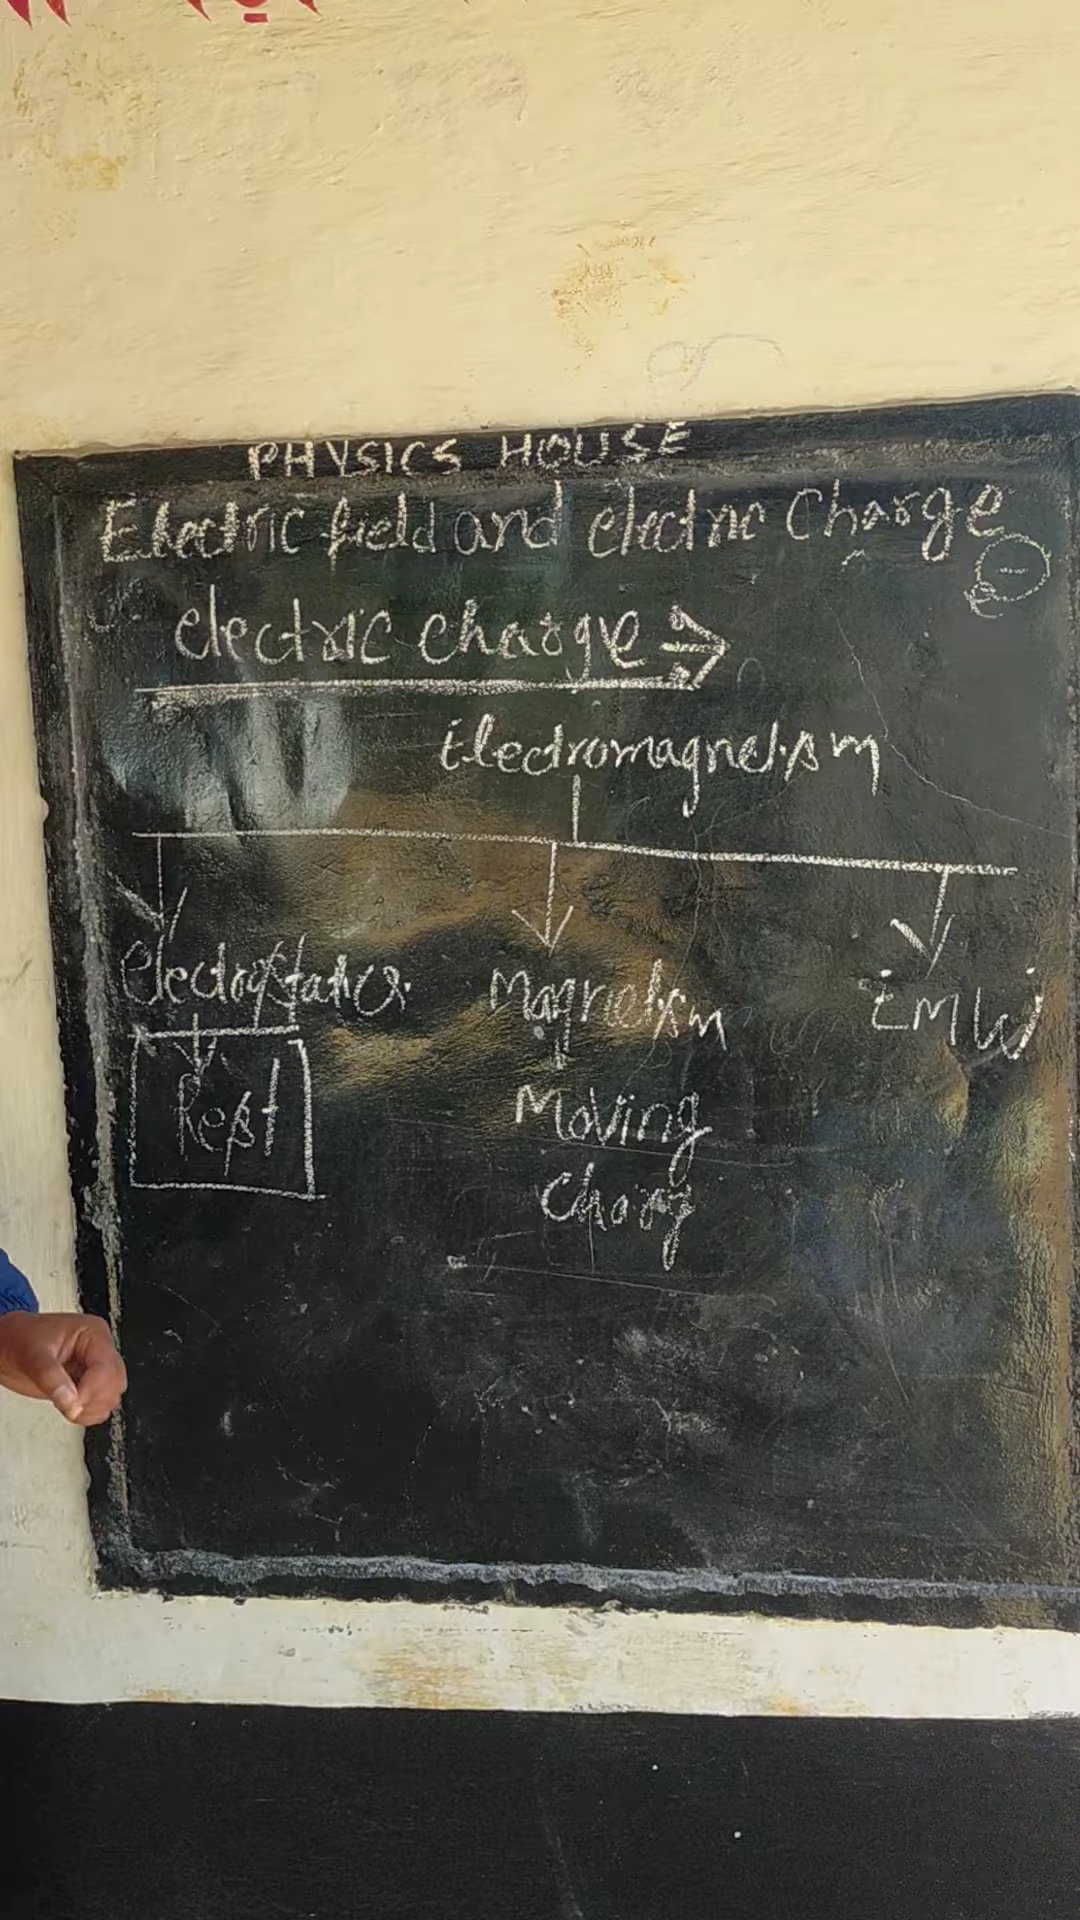 PHYSICS HOUSE
Electric field and electric Charge
e
-
electric charge ⇒
Electromagnetism
electrostatics
Magnetism
EMW
Rest
Moving
Charg